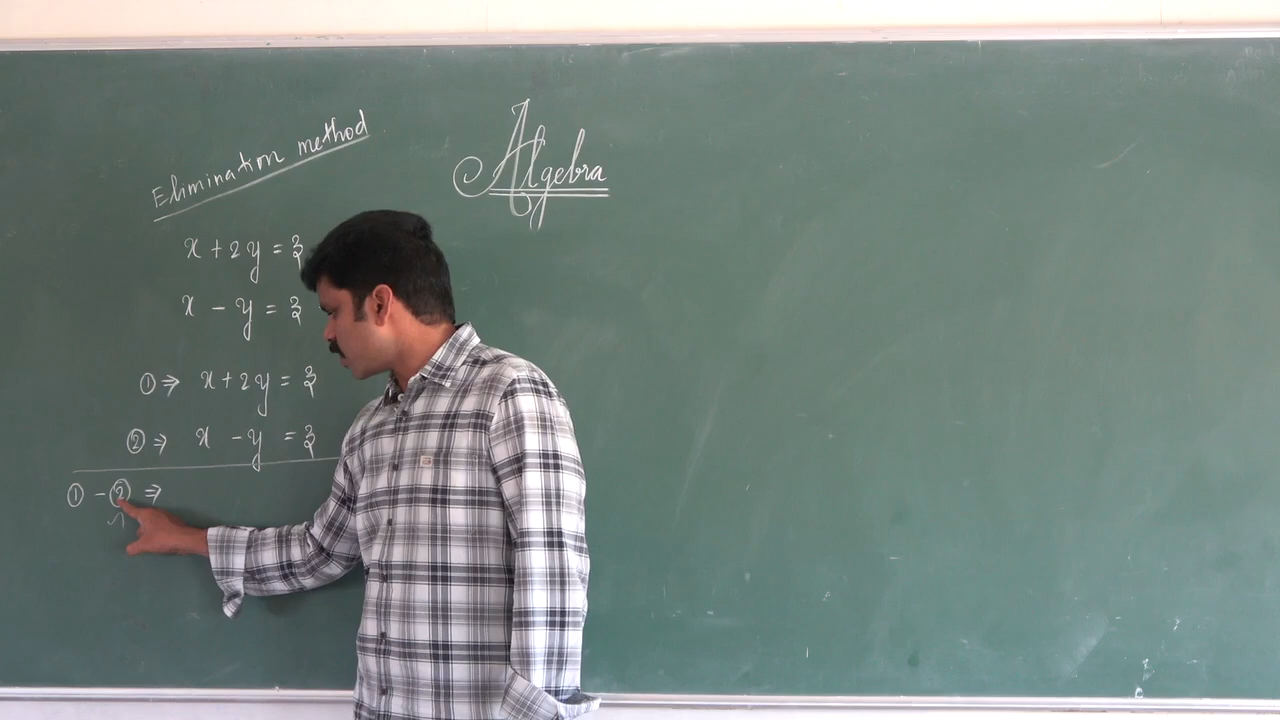 Elimination method
Algebra
x + 2y = 3
x - y = 3
① ⇒ x + 2y = 3
② ⇒ x - y = 3
① - ② ⇒